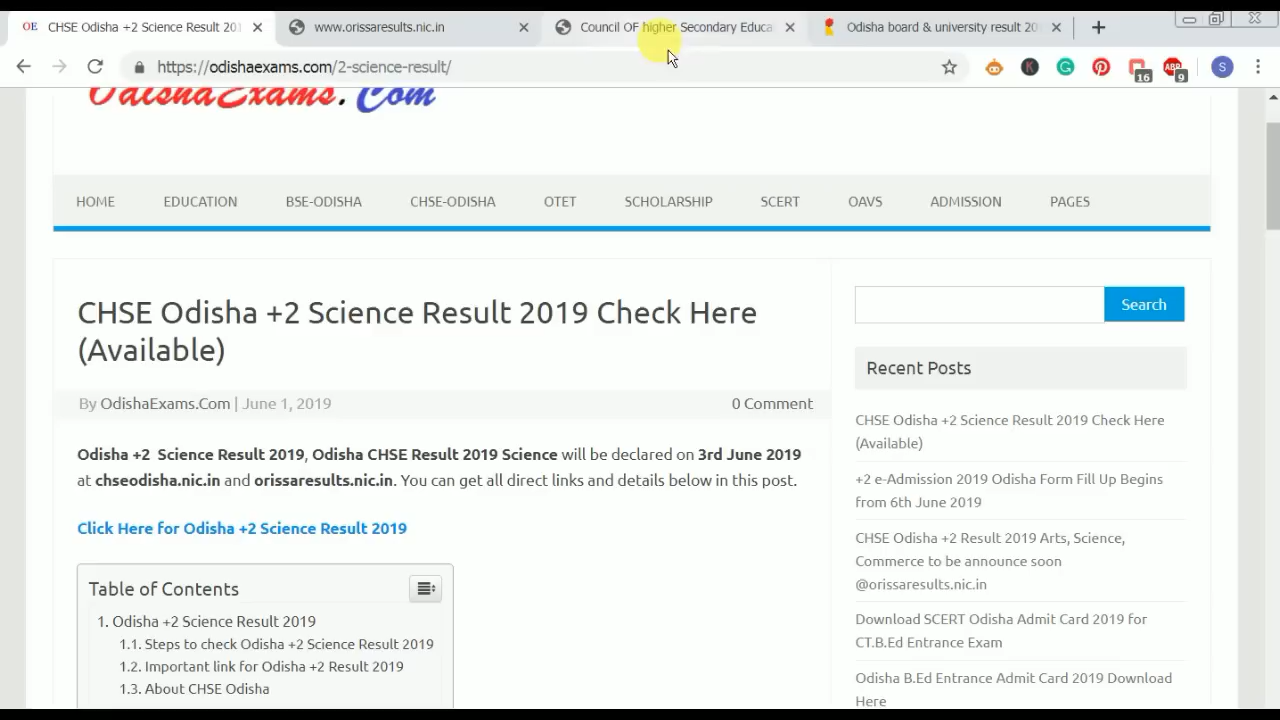 OE CHSE Odisha +2 Science Result 201
www.orissaresults.nic.in
Council OF higher Secondary Educa
Odisha board & university result 20
https://odishaexams.com/2-science-result/
K
G
16
ABP
9
S
OdishaExams.Com
HOME EDUCATION BSE-ODISHA CHSE-ODISHA OTET SCHOLARSHIP SCERT OAVS ADMISSION PAGES
CHSE Odisha +2 Science Result 2019 Check Here
(Available)
By OdishaExams.Com | June 1, 2019
0 Comment
Odisha +2 Science Result 2019, Odisha CHSE Result 2019 Science will be declared on 3rd June 2019
at chseodisha.nic.in and orissaresults.nic.in. You can get all direct links and details below in this post.
Click Here for Odisha +2 Science Result 2019
Table of Contents
1. Odisha +2 Science Result 2019
1.1. Steps to check Odisha +2 Science Result 2019
1.2. Important link for Odisha +2 Result 2019
1.3. About CHSE Odisha
Search
Recent Posts
CHSE Odisha +2 Science Result 2019 Check Here
(Available)
+2 e-Admission 2019 Odisha Form Fill Up Begins
from 6th June 2019
CHSE Odisha +2 Result 2019 Arts, Science,
Commerce to be announce soon
@orissaresults.nic.in
Download SCERT Odisha Admit Card 2019 for
CT.B.Ed Entrance Exam
Odisha B.Ed Entrance Admit Card 2019 Download
Here